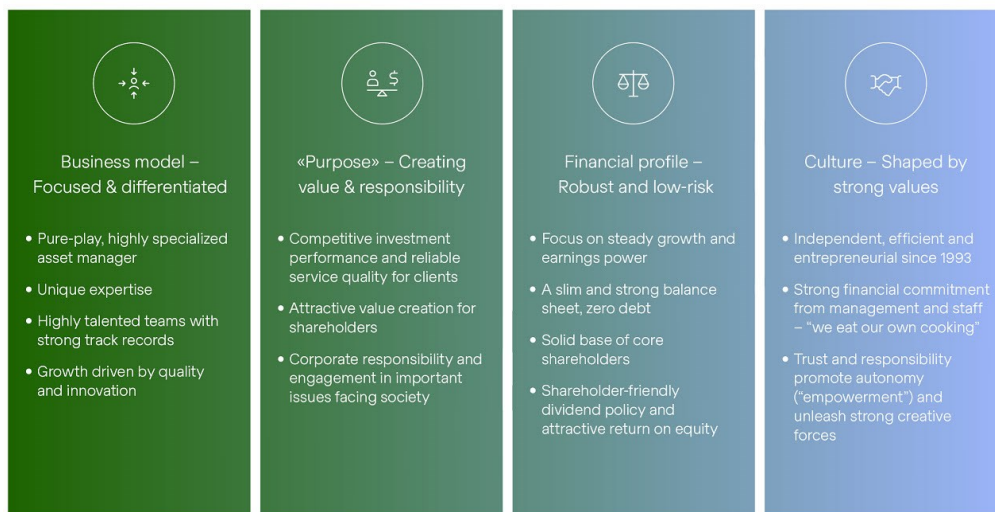 Business model –
Focused & differentiated
• Pure-play, highly specialized
asset manager
• Unique expertise
• Highly talented teams with
strong track records
• Growth driven by quality
and innovation
«Purpose» – Creating
value & responsibility
• Competitive investment
performance and reliable
service quality for clients
• Attractive value creation for
shareholders
• Corporate responsibility and
engagement in important
issues facing society
Financial profile –
Robust and low-risk
• Focus on steady growth and
earnings power
• A slim and strong balance
sheet, zero debt
• Solid base of core
shareholders
• Shareholder-friendly
dividend policy and
attractive return on equity
Culture – Shaped by
strong values
• Independent, efficient and
entrepreneurial since 1993
• Strong financial commitment
from management and staff
– “we eat our own cooking”
• Trust and responsibility
promote autonomy
(“empowerment”) and
unleash strong creative
forces